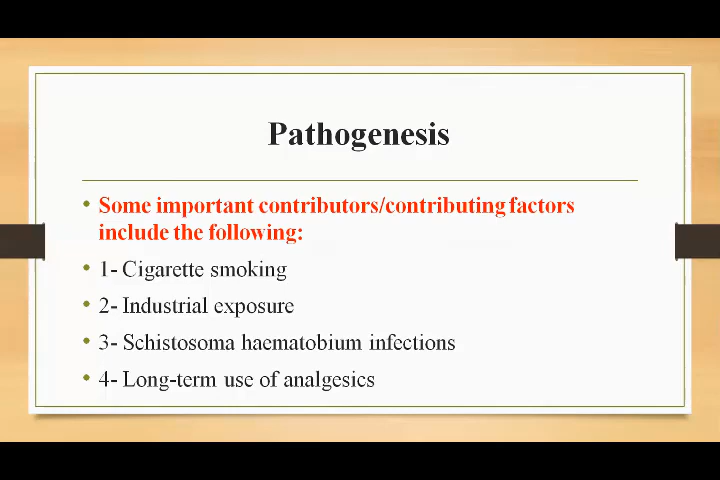 Pathogenesis
• Some important contributors/contributing factors
include the following:
• 1- Cigarette smoking
• 2- Industrial exposure
• 3- Schistosoma haematobium infections
• 4- Long-term use of analgesics